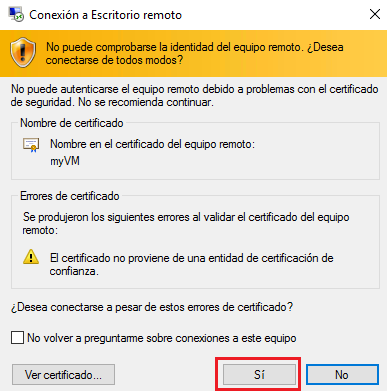 Conexión a Escritorio remoto
No puede comprobarse la identidad del equipo remoto. ¿Desea
conectarse de todos modos?
No puede autenticarse el equipo remoto debido a problemas con el certificado
de seguridad. No se recomienda continuar.
Nombre de certificado
Nombre en el certificado del equipo remoto:
myVM
Errores de certificado
Se produjeron los siguientes errores al validar el certificado del equipo
remoto:
El certificado no proviene de una entidad de certificación de
confianza.
¿Desea conectarse a pesar de estos errores de certificado?
No volver a preguntarme sobre conexiones a este equipo
Ver certificado...
Sí
No